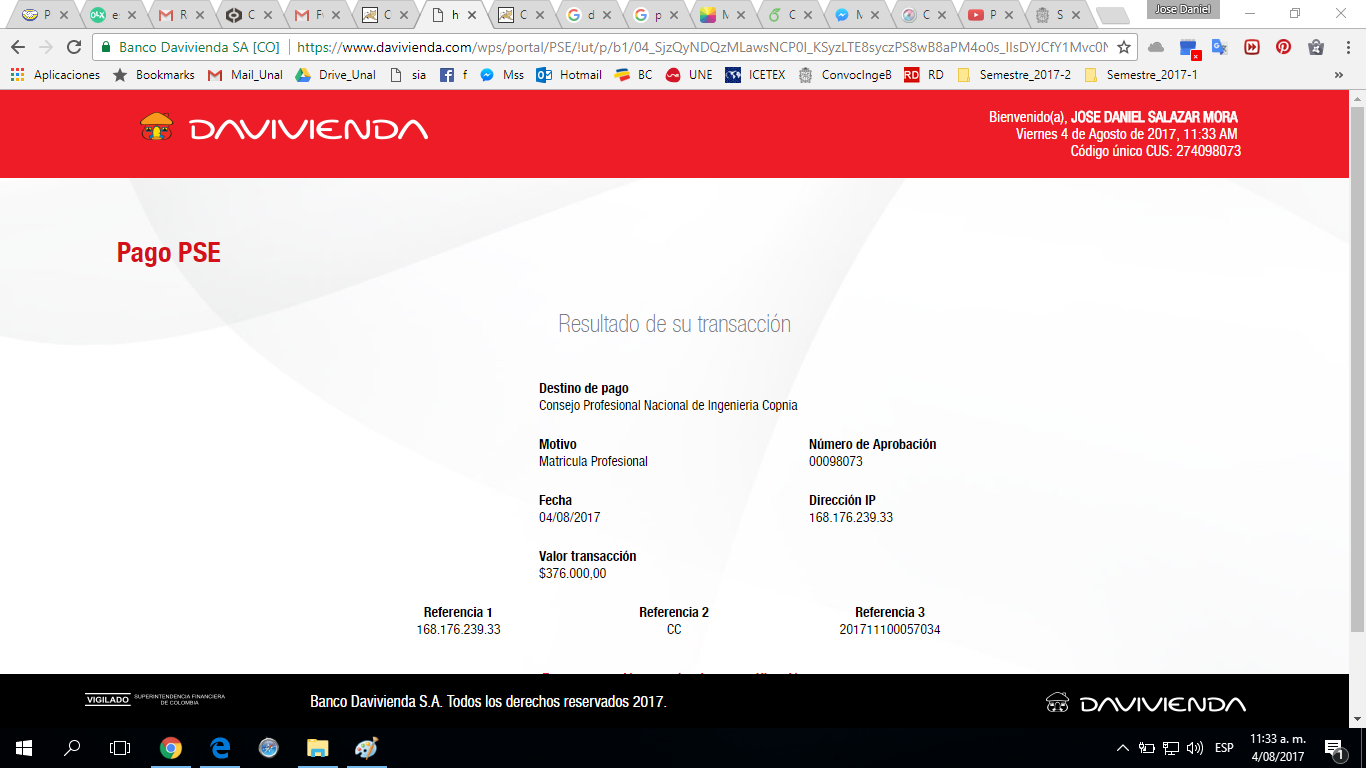 P
e:
R
C
F
C
h
C
d
p
M
C
M
C
P
S
Jose Daniel
Banco Davivienda SA [CO]
https://www.davivienda.com/wps/portal/PSE/!ut/p/b1/
Aplicaciones
Bookmarks
Mail_Unal
Drive_Unal
sia
f
Mss
Hotmail
BC
UNE
ICETEX
ConvocIngeB
RD
RD
Semestre_2017-2
Semestre_2017-1
»
DAVIVIENDA
Bienvenido(a), JOSE DANIEL SALAZAR MORA
Viernes 4 de Agosto de 2017, 11:33 AM
Código único CUS: 274098073
Pago PSE
Resultado de su transacción
Destino de pago
Consejo Profesional Nacional de Ingenieria Copnia
Motivo
Matricula Profesional
Número de Aprobación
00098073
Fecha
04/08/2017
Dirección IP
168.176.239.33
Valor transacción
$376.000,00
Referencia 1
168.176.239.33
Referencia 2
CC
Referencia 3
201711100057034
VIGILADO
SUPERINTENDENCIA FINANCIERA
DE COLOMBIA
Banco Davivienda S.A. Todos los derechos reservados 2017.
DAVIVIENDA
ESP
11:33 a. m.
4/08/2017
1